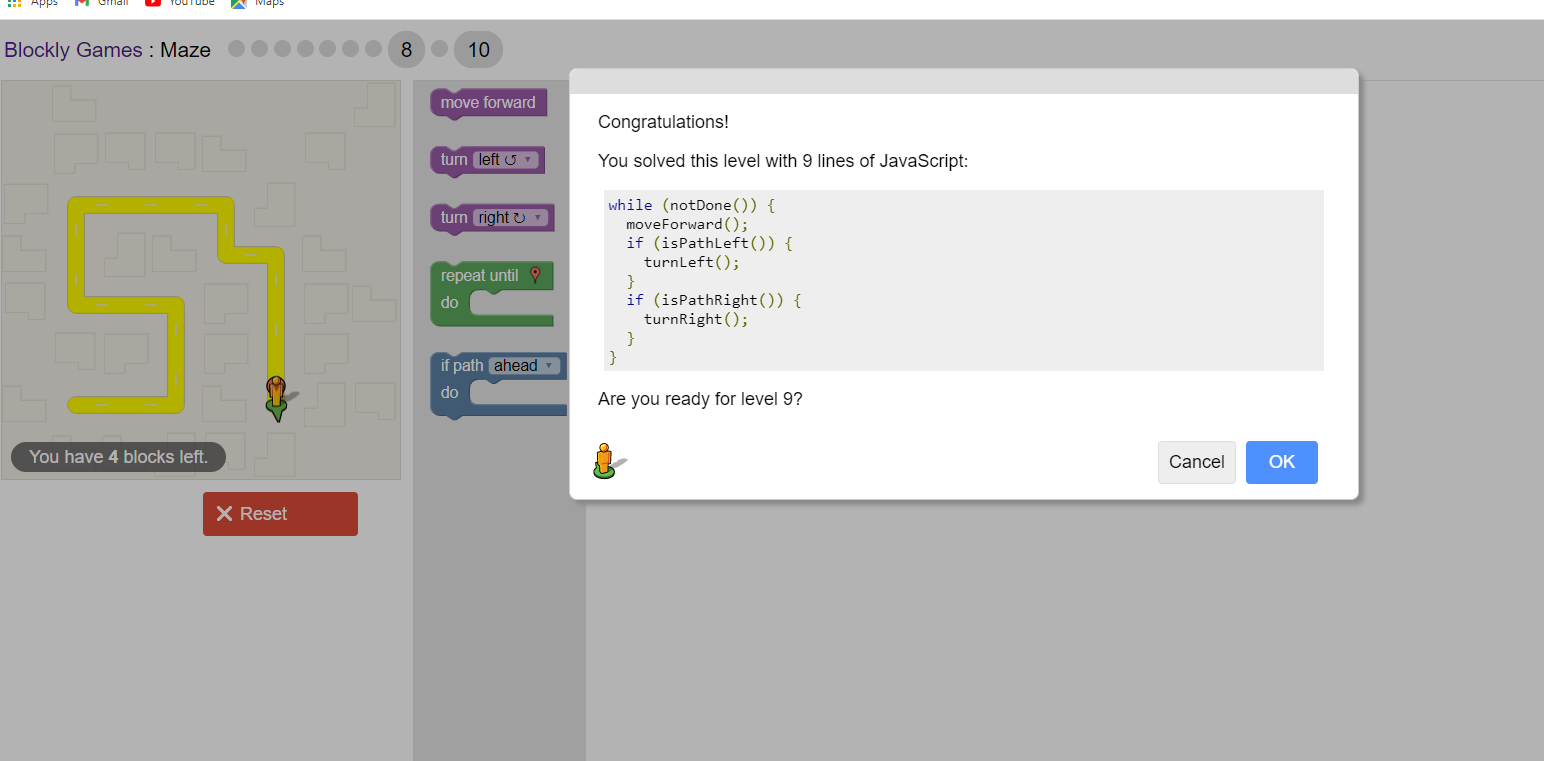 Apps Gmail YouTube Maps
Blockly Games : Maze 8 10
move forward
turn left ↺ ▾
turn right ↻ ▾
repeat until
do
if path ahead ▾
do
You have 4 blocks left.
✕ Reset
Congratulations!
You solved this level with 9 lines of JavaScript:
while (notDone()) {
  moveForward();
  if (isPathLeft()) {
    turnLeft();
  }
  if (isPathRight()) {
    turnRight();
  }
}
Are you ready for level 9?
Cancel OK